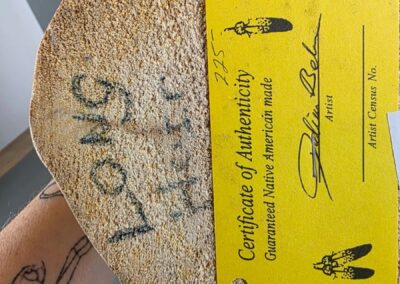 LONG
225-
Certificate of Authenticity
Guaranteed Native American made
Artist
Artist Census No.